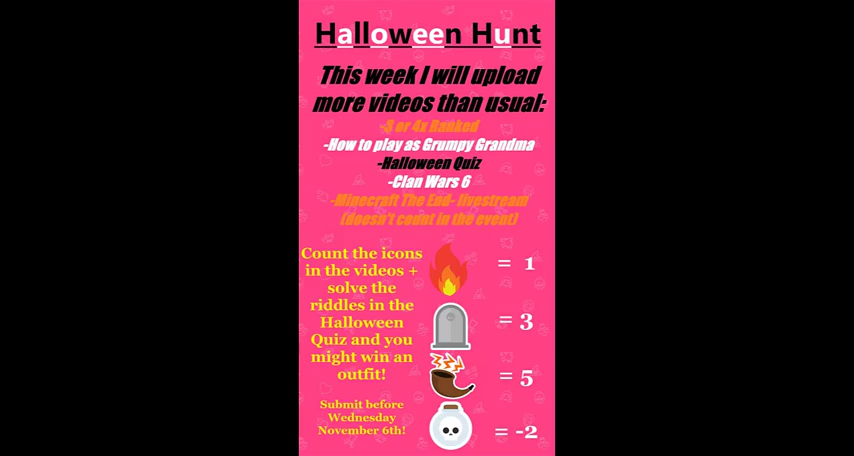 Halloween Hunt
This week I will upload
more videos than usual:
-3 or 4x Ranked
-How to play as Grumpy Grandma
-Halloween Quiz
-Clan Wars 6
-Minecraft The End- livestream
(doesn't count in the event)
Count the icons
in the videos +
solve the
riddles in the
Halloween
Quiz and you
might win an
outfit!
Submit before
Wednesday
November 6th!
= 1
= 3
= 5
= -2